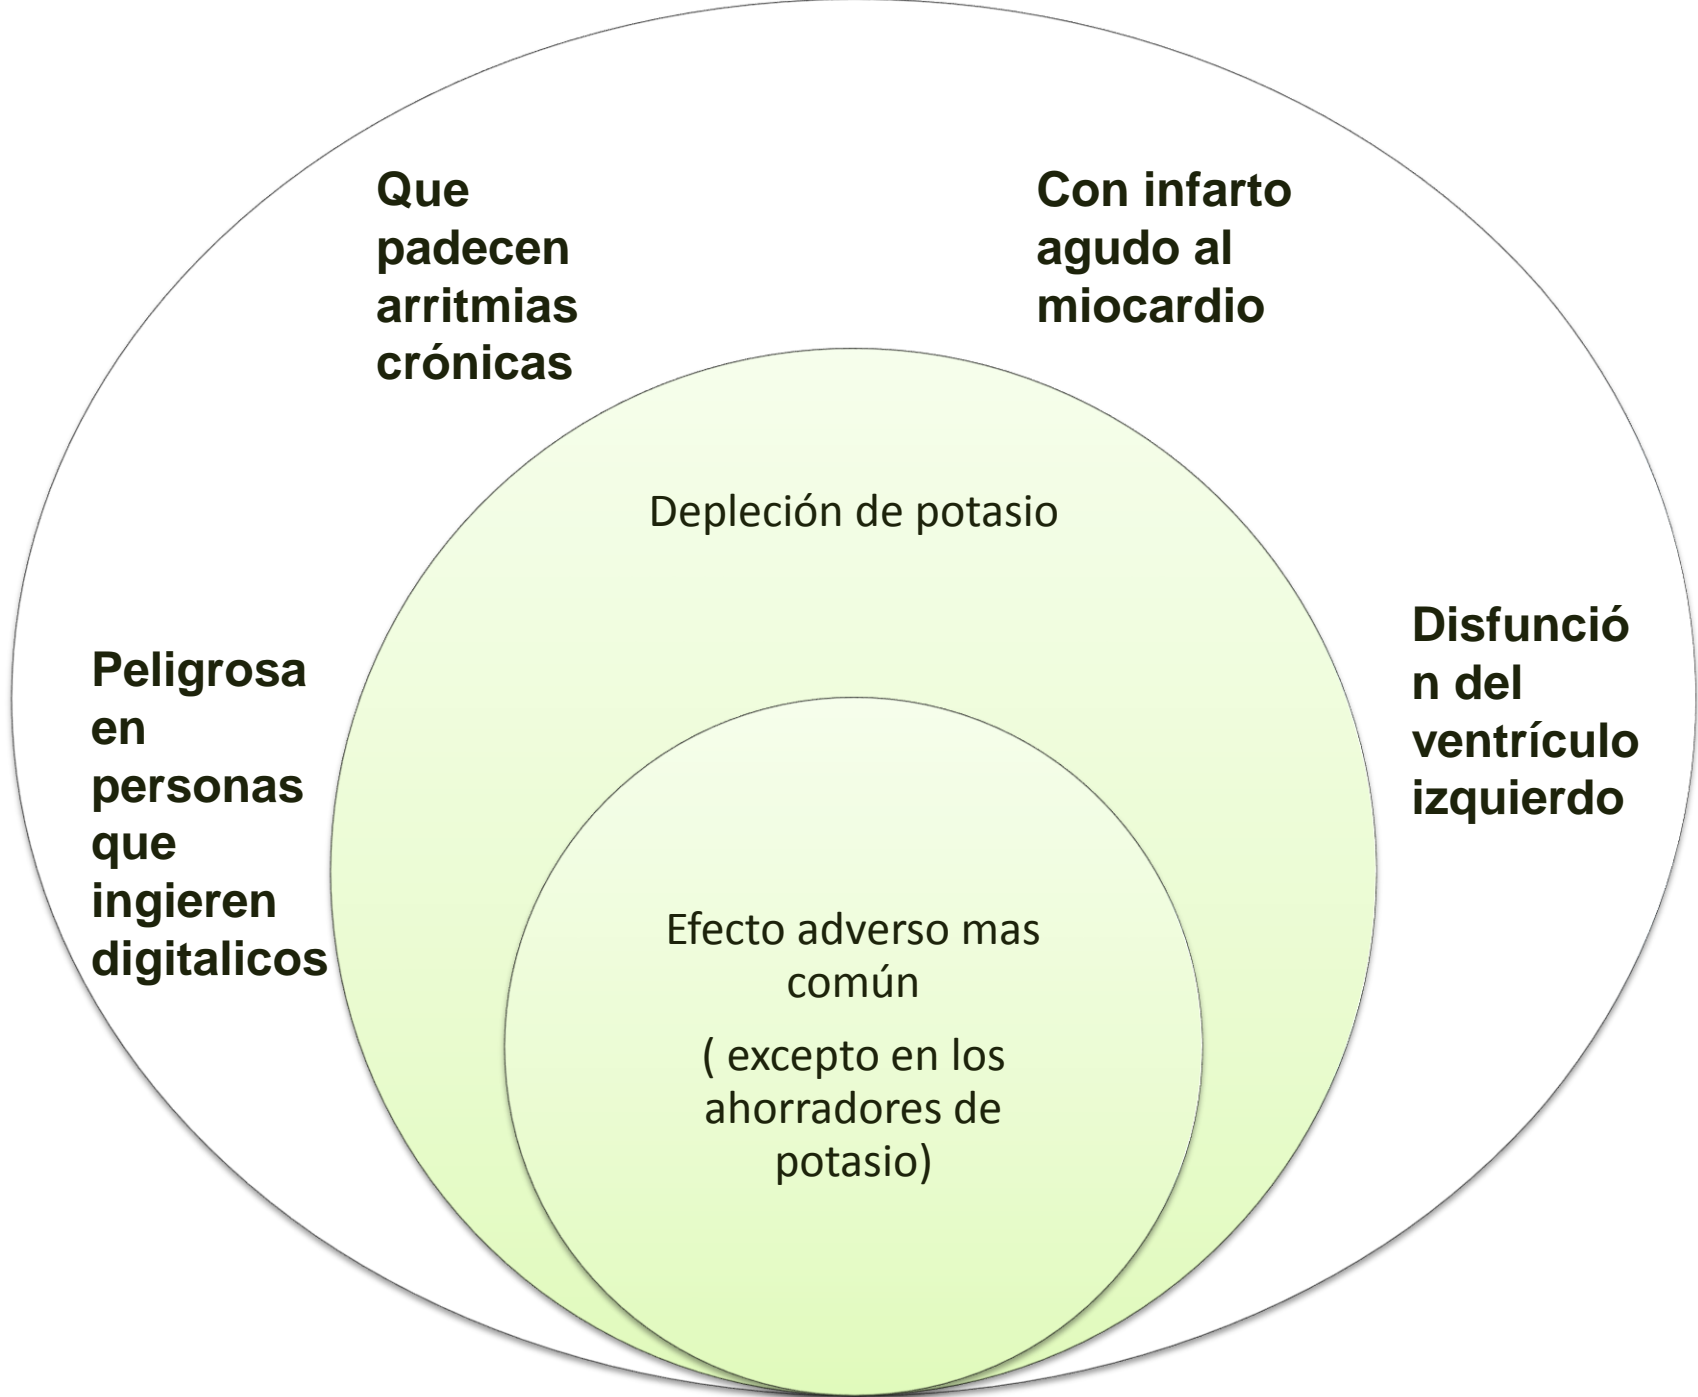 Que
padecen
arritmias
crónicas
Con infarto
agudo al
miocardio
Depleción de potasio
Peligrosa
en
personas
que
ingieren
digitalicos
Disfunció
n del
ventrículo
izquierdo
Efecto adverso mas
común
( excepto en los
ahorradores de
potasio)